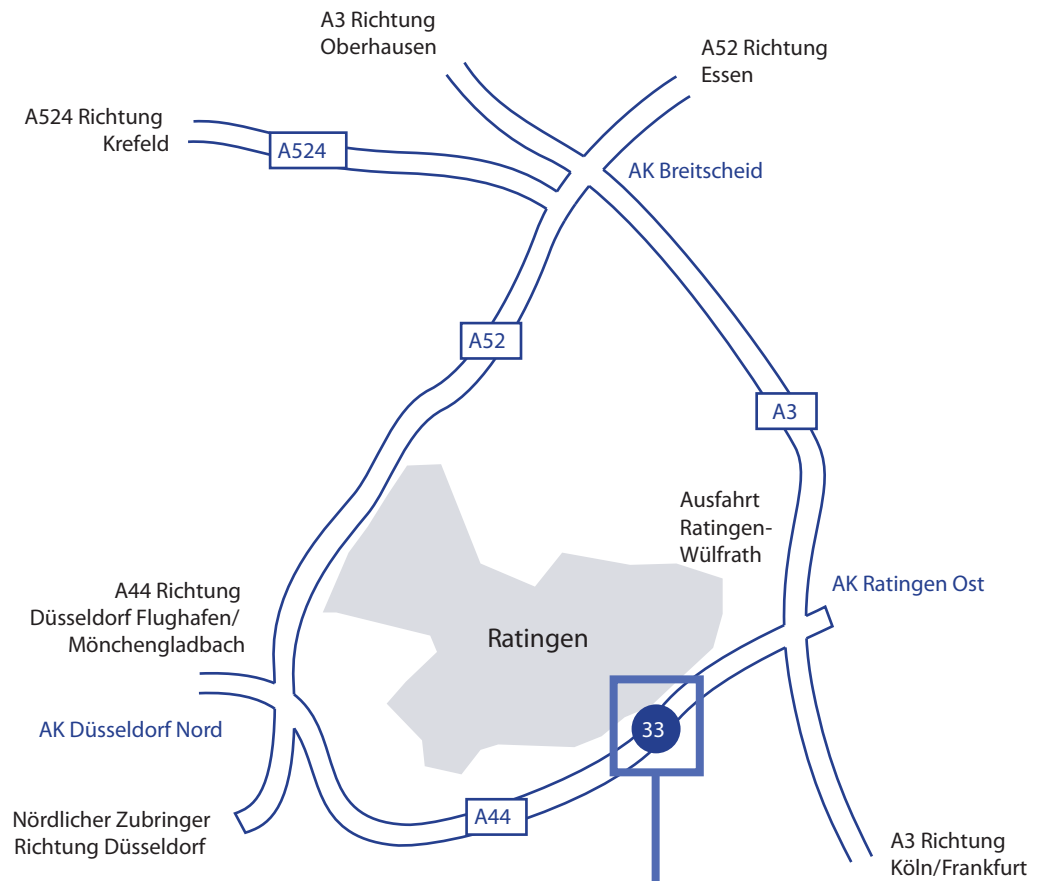 A3 Richtung
Oberhausen
A52 Richtung
Essen
A524 Richtung
Krefeld
A524
AK Breitscheid
A52
A3
Ausfahrt
Ratingen-
Wülfrath
AK Ratingen Ost
A44 Richtung
Düsseldorf Flughafen/
Mönchengladbach
Ratingen
AK Düsseldorf Nord
33
Nördlicher Zubringer
Richtung Düsseldorf
A44
A3 Richtung
Köln/Frankfurt